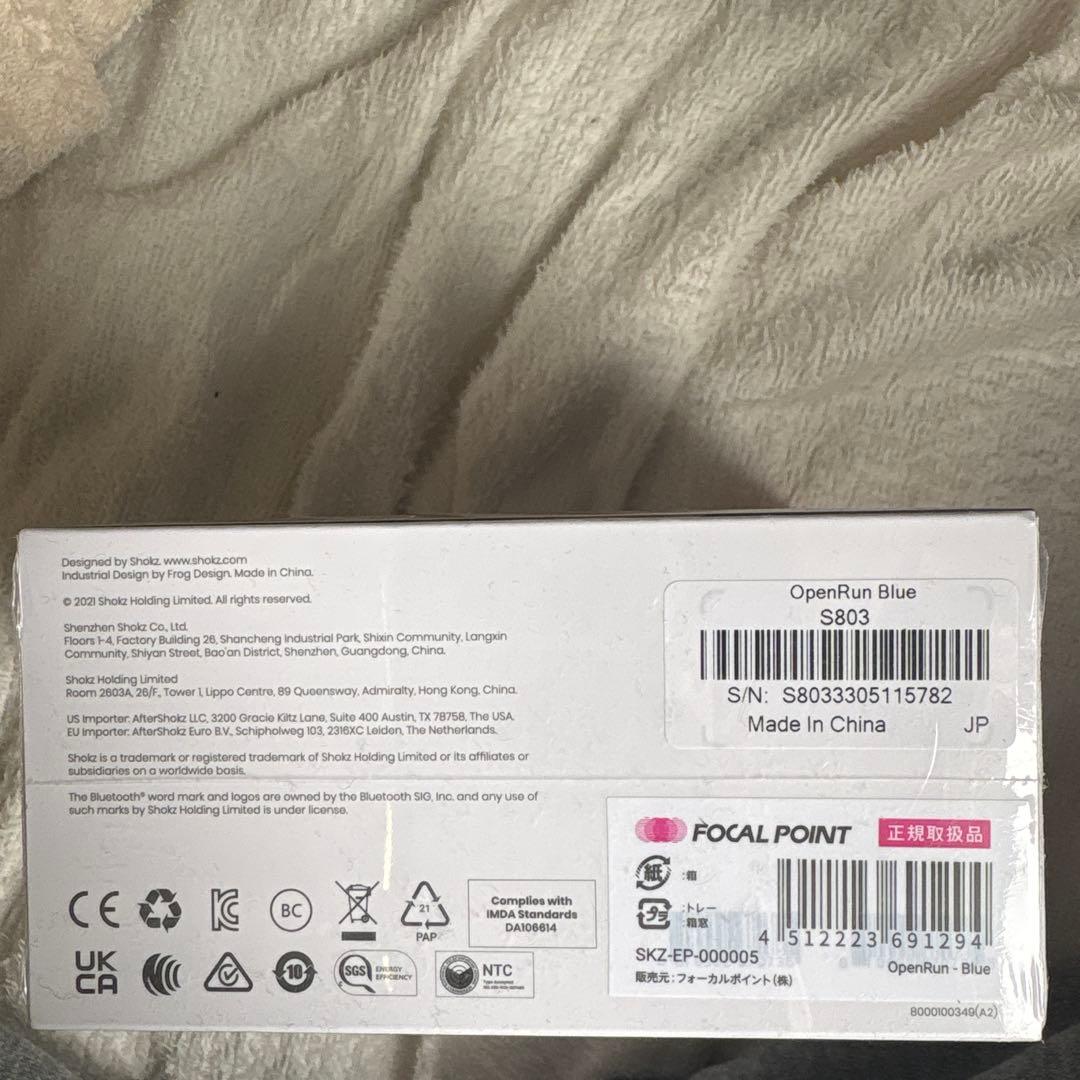 Designed by Shokz. www.shokz.com
Industrial Design by Frog Design. Made in China.
© 2021 Shokz Holding Limited. All rights reserved.
Shenzhen Shokz Co., Ltd.
Floors 1-4, Factory Building 26, Shancheng Industrial Park, Shixin Community, Langxin
Community, Shiyan Street, Bao'an District, Shenzhen, Guangdong, China.
Shokz Holding Limited
Room 2603A, 26/F., Tower 1, Lippo Centre, 89 Queensway, Admiralty, Hong Kong, China.
US Importer: AfterShokz LLC, 3200 Gracie Kiltz Lane, Suite 400 Austin, TX 78758, The USA.
EU Importer: AfterShokz Euro B.V., Schipholweg 103, 2316XC Leiden, The Netherlands.
Shokz is a trademark or registered trademark of Shokz Holding Limited or its affiliates or
subsidiaries on a worldwide basis.
The Bluetooth® word mark and logos are owned by the Bluetooth SIG, Inc. and any use of
such marks by Shokz Holding Limited is under license.
CE
BC
21
PAP
Complies with
IMDA Standards
DA106614
UK
CA
10
SGS
ENERGY
EFFICIENCY
NTC
Type Accepted
OpenRun Blue
S803
S/N: S8033305115782
Made In China JP
FOCAL POINT 正規取扱品
紙 :箱
プラ :トレー
箱窓
4 512223 691294
SKZ-EP-000005
OpenRun - Blue
販売元:フォーカルポイント(株)
8000100349(A2)